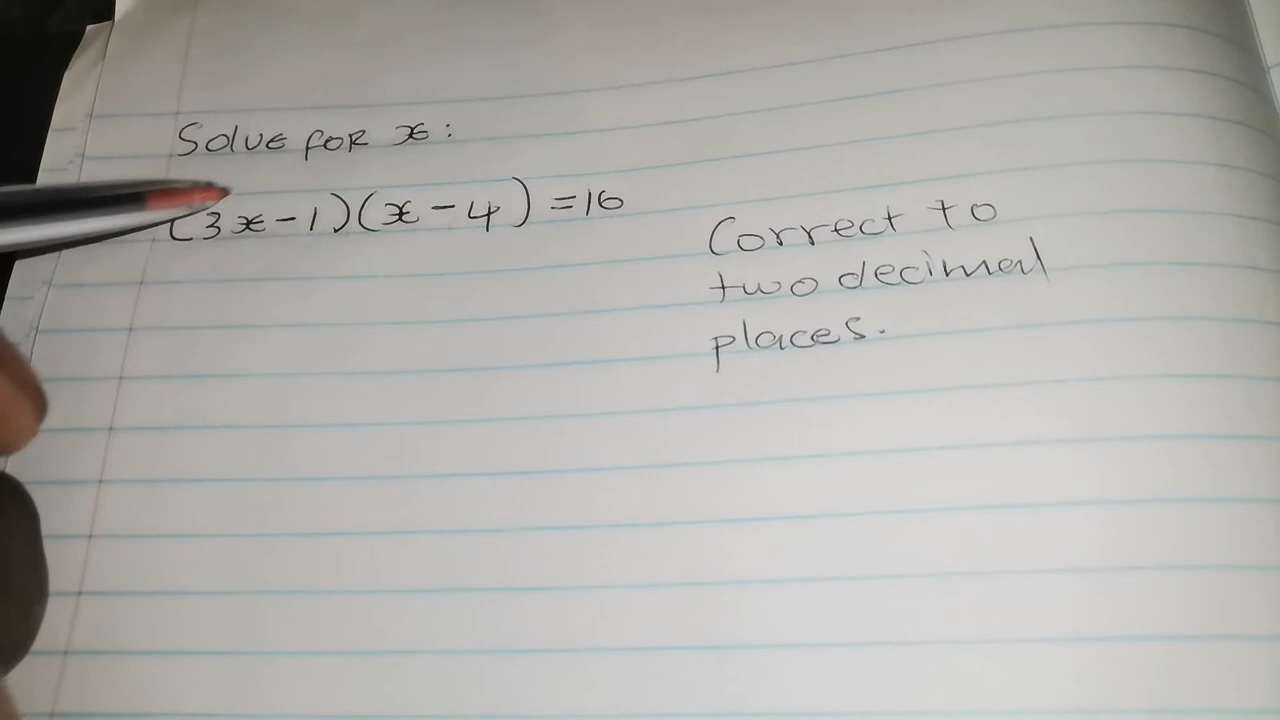 Solve for x:
(3x-1)(x-4) = 16
Correct to
two decimal
places.